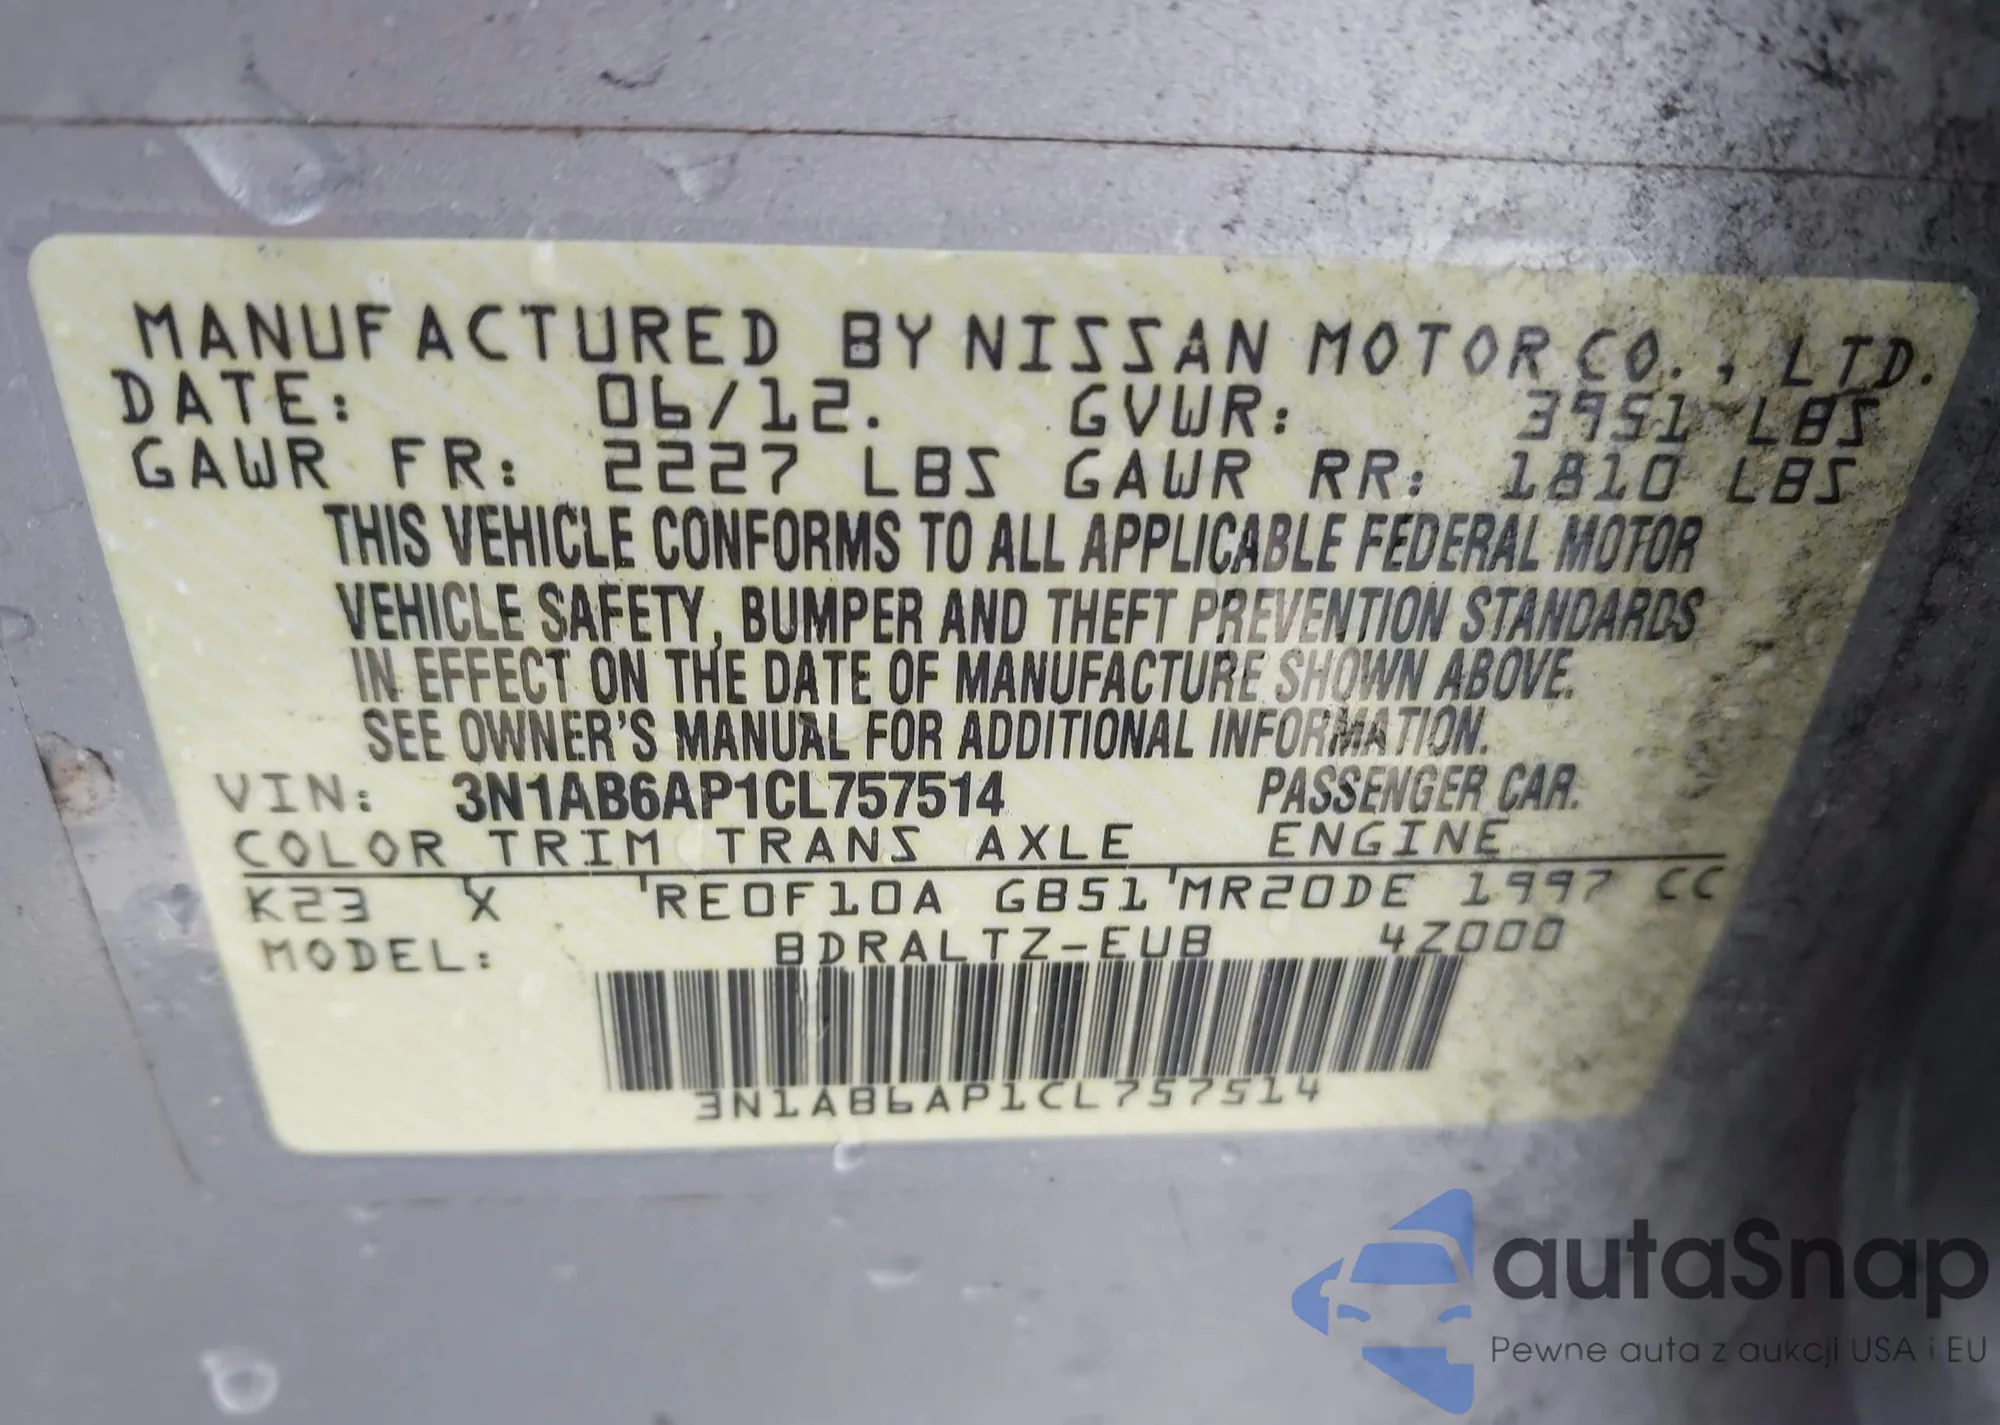 MANUFACTURED BY NISSAN MOTOR CO., LTD.
DATE: 06/12. GVWR: 3951 LBS
GAWR FR: 2227 LBS GAWR RR: 1810 LBS
THIS VEHICLE CONFORMS TO ALL APPLICABLE FEDERAL MOTOR
VEHICLE SAFETY, BUMPER AND THEFT PREVENTION STANDARDS
IN EFFECT ON THE DATE OF MANUFACTURE SHOWN ABOVE.
SEE OWNER'S MANUAL FOR ADDITIONAL INFORMATION.
VIN: 3N1AB6AP1CL757514 PASSENGER CAR.
COLOR TRIM TRANS AXLE ENGINE
K23 X RE0F10A GB51 MR20DE 1997 CC
MODEL: BDRALTZ-EUB 4Z000
3N1AB6AP1CL757514
autaSnap
Pewne auta z aukcji USA i EU